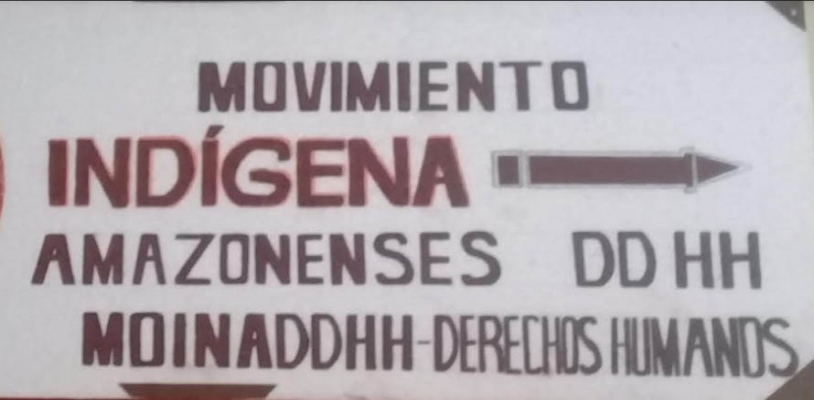 MOVIMIENTO
INDÍGENA
AMAZONENSES DD HH
MOINADDHH-DERECHOS HUMANOS